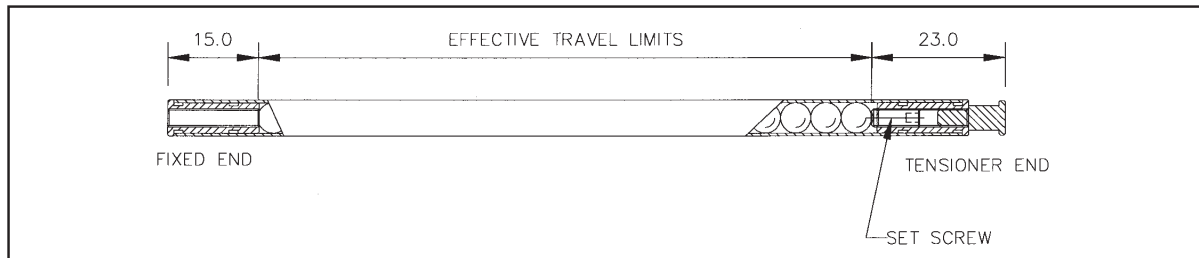 15.0
EFFECTIVE TRAVEL LIMITS
23.0
FIXED END
TENSIONER END
SET SCREW